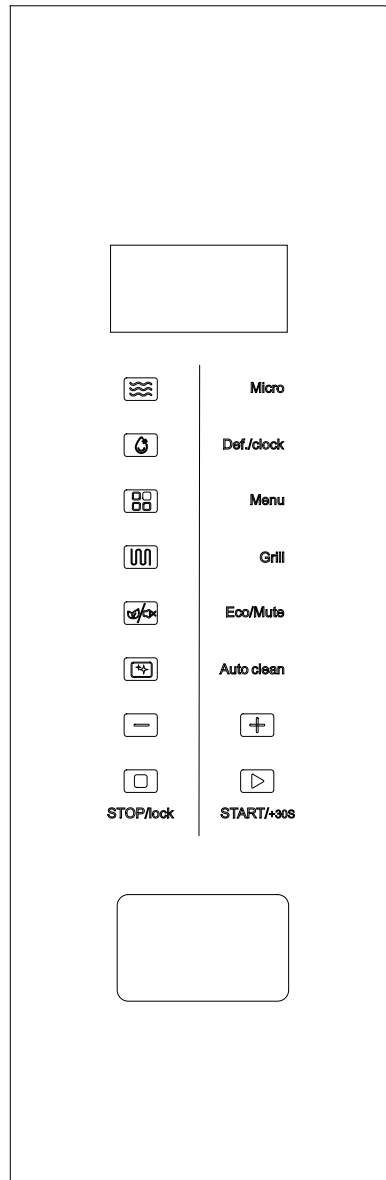 Micro
Def./clock
Menu
Grill
Eco/Mute
Auto clean
STOP/lock START/+30S